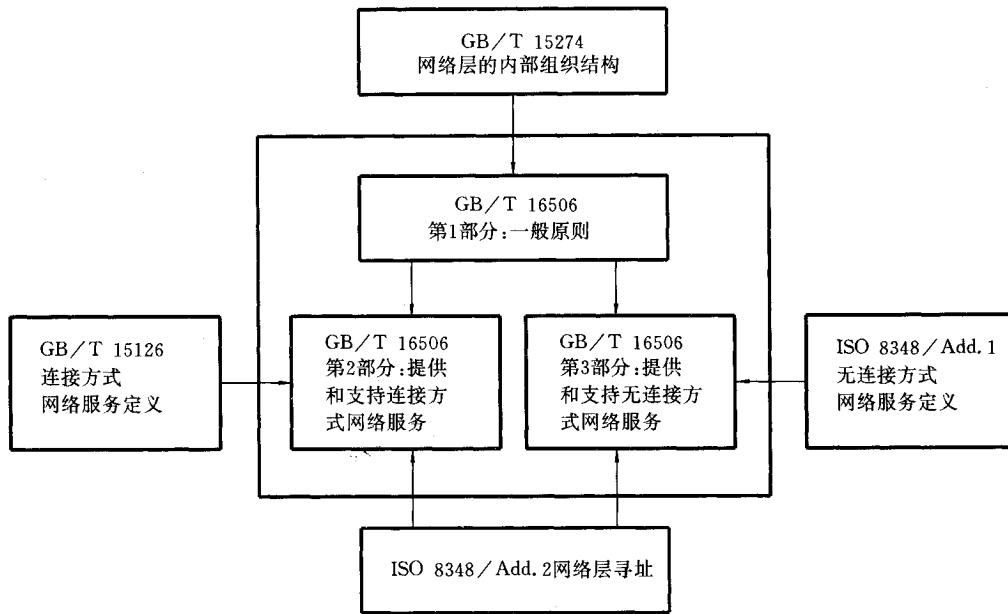 GB/T 15274
网络层的内部组织结构
GB/T 16506
第1部分:一般原则
GB/T 15126
连接方式
网络服务定义
GB/T 16506
第2部分:提供
和支持连接方
式网络服务
GB/T 16506
第3部分:提供
和支持无连接方
式网络服务
ISO 8348/Add.1
无连接方式
网络服务定义
ISO 8348/Add.2网络层寻址